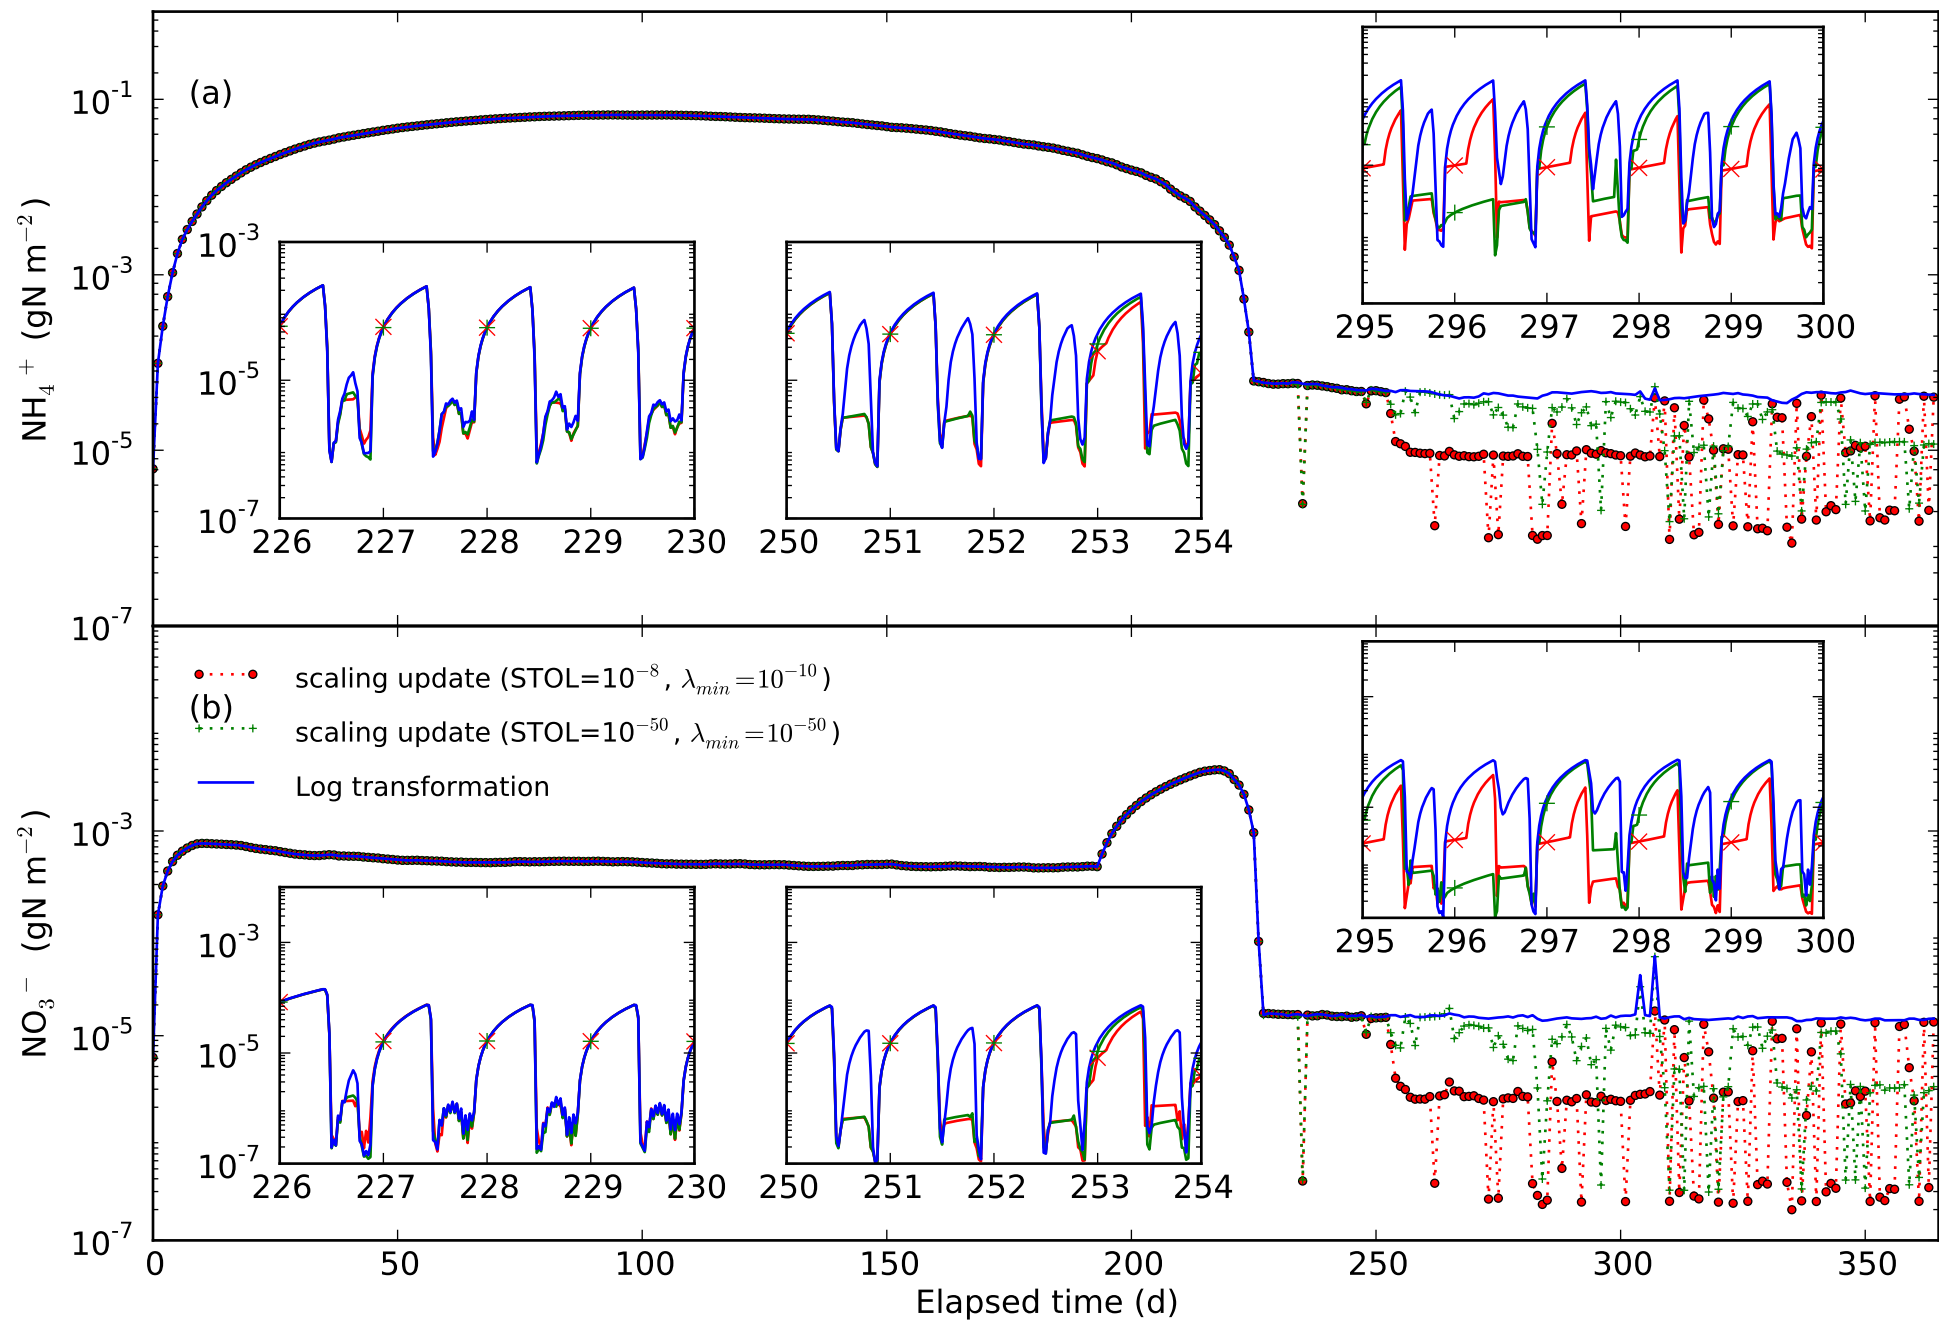 (a)
10⁻¹
10⁻³
10⁻⁵
10⁻⁷
NH₄⁺ (gN m⁻²)
10⁻³
10⁻⁵
10⁻⁷
226 227 228 229 230
250 251 252 253 254
295 296 297 298 299 300
scaling update (STOL=10⁻⁸, λ_min=10⁻¹⁰)
(b)
scaling update (STOL=10⁻⁵⁰, λ_min=10⁻⁵⁰)
Log transformation
10⁻³
10⁻⁵
10⁻⁷
NO₃⁻ (gN m⁻²)
10⁻³
10⁻⁵
10⁻⁷
226 227 228 229 230
250 251 252 253 254
295 296 297 298 299 300
0 50 100 150 200 250 300 350
Elapsed time (d)